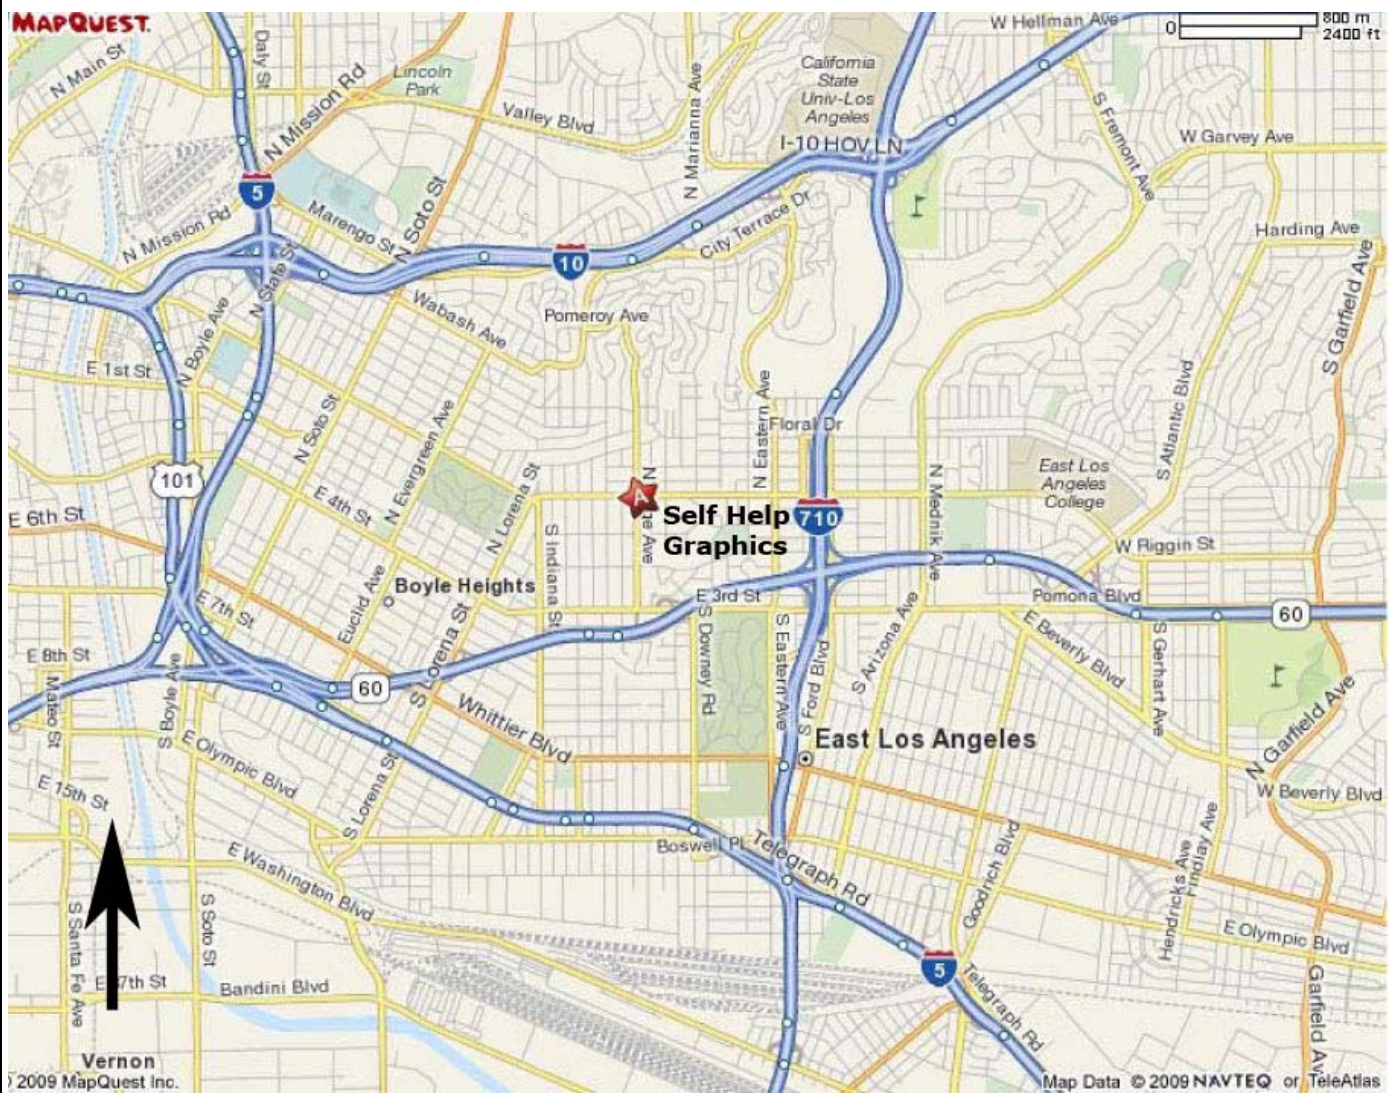 MAPQUEST.
W Hellman Ave
0
800 m
2400 ft
N Main St
Daly St
N Mission Rd
Lincoln
Park
Valley Blvd
N Marianna Ave
California
State
Univ-Los
Angeles
I-10 HOV LN
S Fremont Ave
W Garvey Ave
5
N Mission Rd
Marengo St
N Soto St
City Terrace Dr
Harding Ave
10
N State St
N Boyle Ave
Wabash Ave
Pomeroy Ave
S Garfield Ave
E 1st St
N Soto St
N Evergreen Ave
N Eastern Ave
Floral Dr
S Atlantic Blvd
101
E 4th St
N Lorena St
N
A
Ave
N Mednik Ave
East Los
Angeles
College
E 6th St
Self Help
Graphics
710
S Indiana St
W Riggin St
Boyle Heights
Euclid Ave
E 7th St
E 3rd St
Pomona Blvd
60
E 8th St
S Lorena St
S Downey Rd
S Eastern Ave
S Ford Blvd
S Arizona Ave
E Beverly Blvd
S Gerhart Ave
Mateo St
S Boyle Ave
60
Whittier Blvd
East Los Angeles
N Garfield Ave
E Olympic Blvd
S Lorena St
W Beverly Blvd
E 15th St
Boswell Pl
Telegraph Rd
E Washington Blvd
Goodrich Blvd
Hendricks Ave
Findlay Ave
S Santa Fe Ave
S Soto St
E Olympic Blvd
5
Telegraph Rd
Garfield Av
E 37th St
Bandini Blvd
Vernon
2009 MapQuest Inc.
Map Data © 2009 NAVTEQ or TeleAtlas